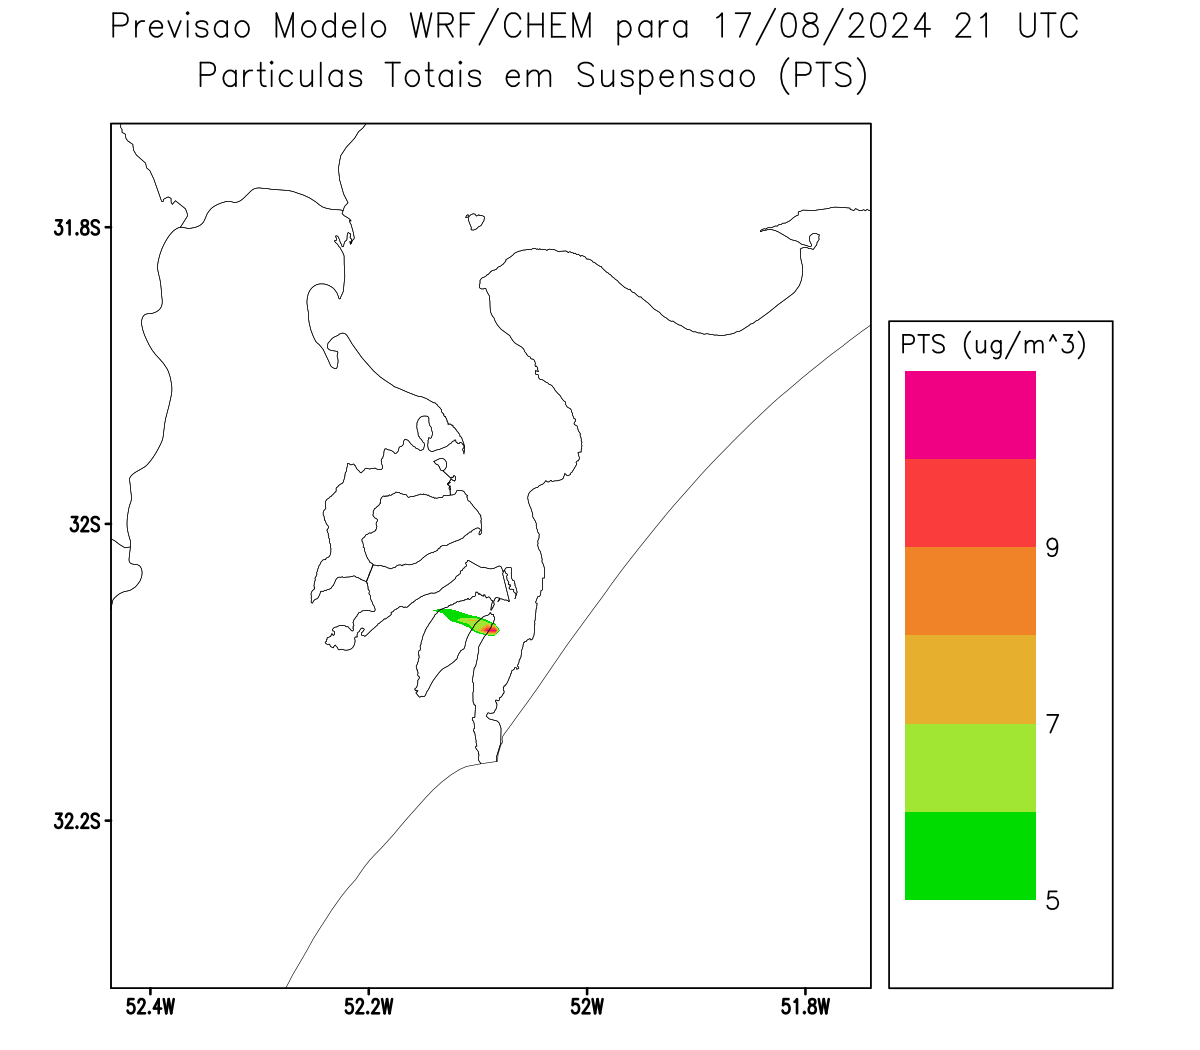 Previsao Modelo WRF/CHEM para 17/08/2024 21 UTC
Particulas Totais em Suspensao (PTS)
31.8S
32S
32.2S
52.4W
52.2W
52W
51.8W
PTS (ug/m^3)
9
7
5